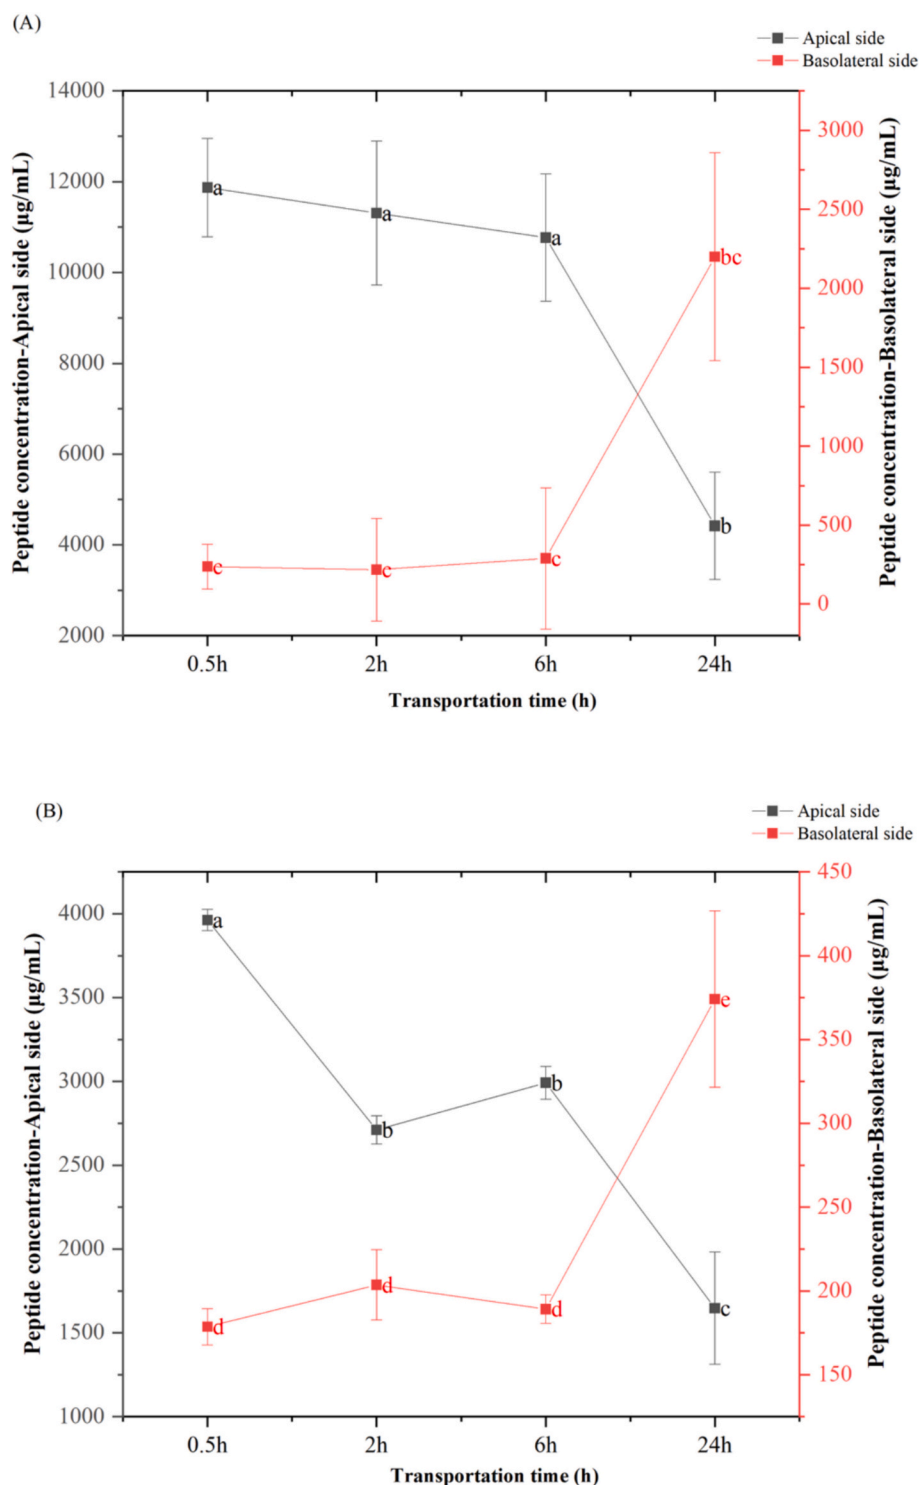 (A)
Apical side
Basolateral side
Peptide concentration-Apical side (µg/mL)
14000
12000
10000
8000
6000
4000
2000
a
a
a
b
e
c
c
bc
3000
2500
2000
1500
1000
500
0
Peptide concentration-Basolateral side (µg/mL)
0.5h 2h 6h 24h
Transportation time (h)
(B)
Apical side
Basolateral side
Peptide concentration-Apical side (µg/mL)
4000
3500
3000
2500
2000
1500
1000
a
b
b
c
d
d
d
e
450
400
350
300
250
200
150
Peptide concentration-Basolateral side (µg/mL)
0.5h 2h 6h 24h
Transportation time (h)